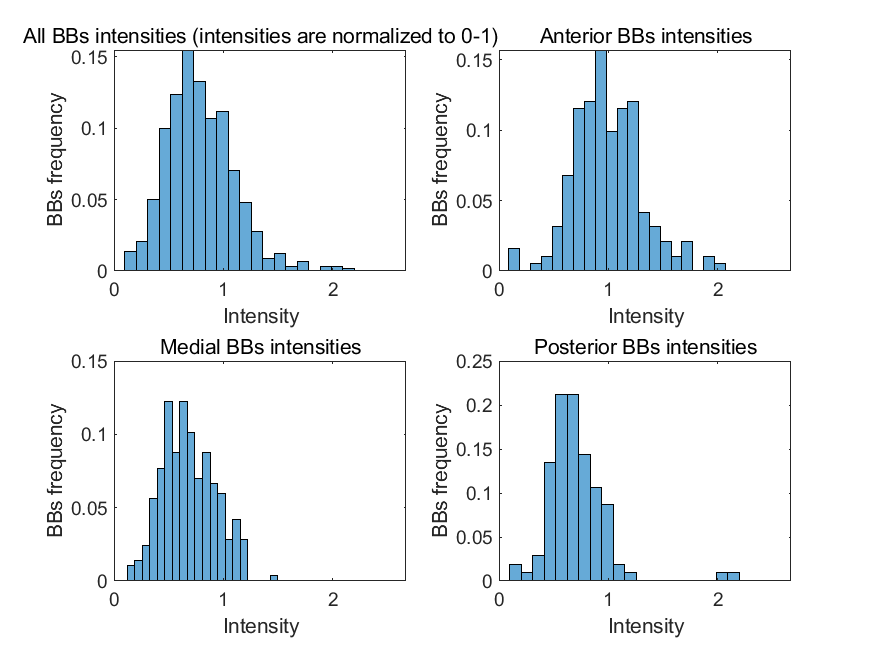 All BBs intensities (intensities are normalized to 0-1)
0.15
0.1
0.05
0
BBs frequency
0 1 2
Intensity
Anterior BBs intensities
0.15
0.1
0.05
0
BBs frequency
0 1 2
Intensity
Medial BBs intensities
0.15
0.1
0.05
0
BBs frequency
0 1 2
Intensity
Posterior BBs intensities
0.25
0.2
0.15
0.1
0.05
0
BBs frequency
0 1 2
Intensity